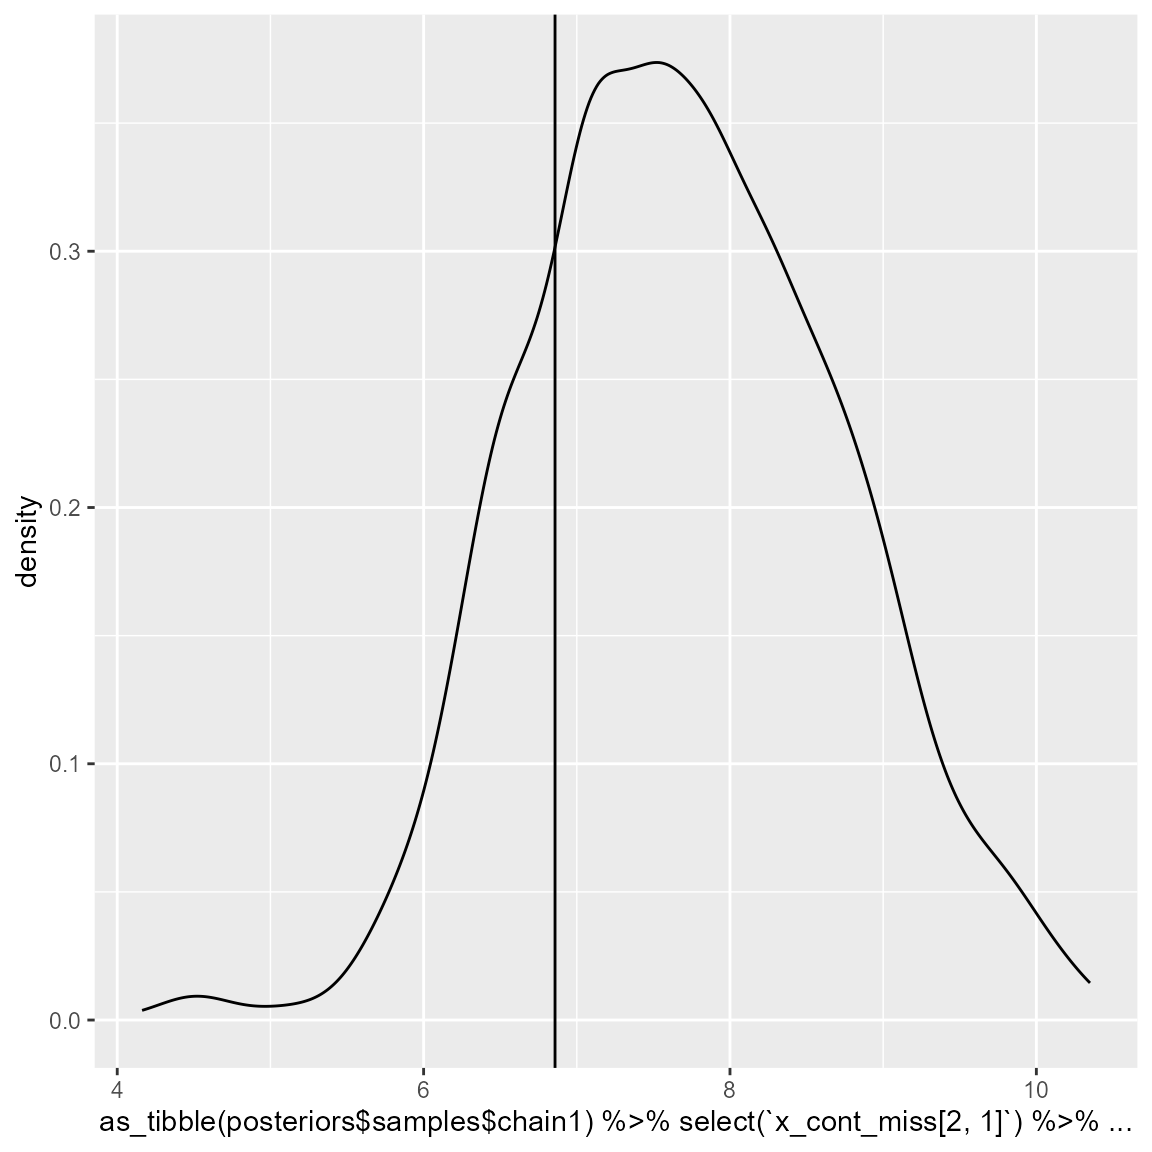 density
0.3
0.2
0.1
0.0
4 6 8 10
as_tibble(posteriors$samples$chain1) %>% select(`x_cont_miss[2, 1]`) %>% ...